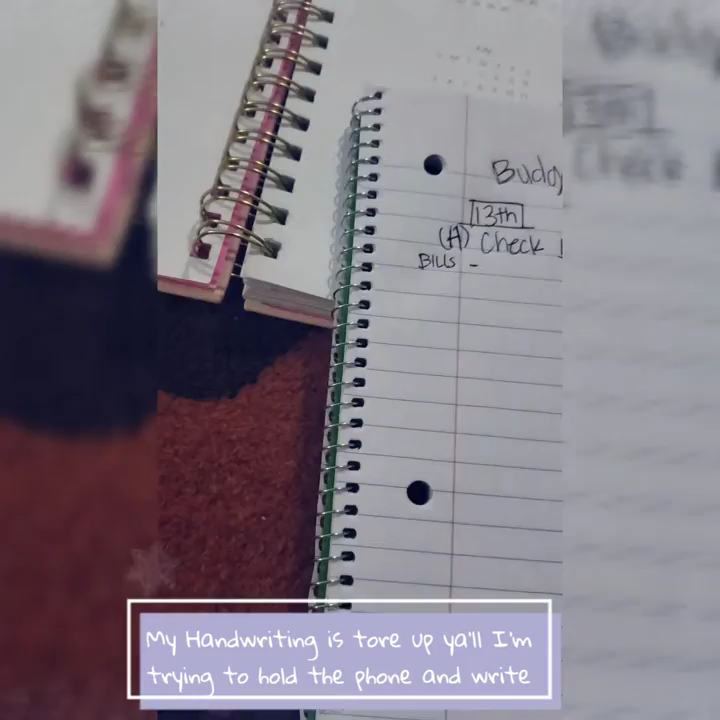 13th
(A) Check
BILLS -
My Handwriting is tore up ya'll I'm
trying to hold the phone and write